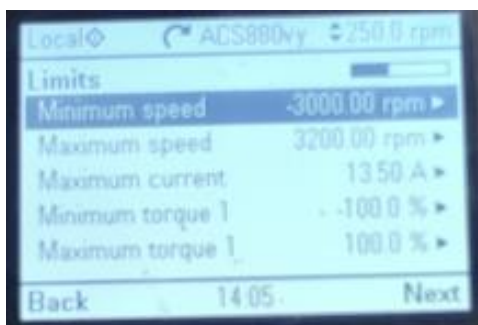 Local ACS880vy 250.0 rpm
Limits
Minimum speed -3000.00 rpm
Maximum speed 3200.00 rpm
Maximum current 13.50 A
Minimum torque 1 -100.0 %
Maximum torque 1 100.0 %
Back 14:05 Next